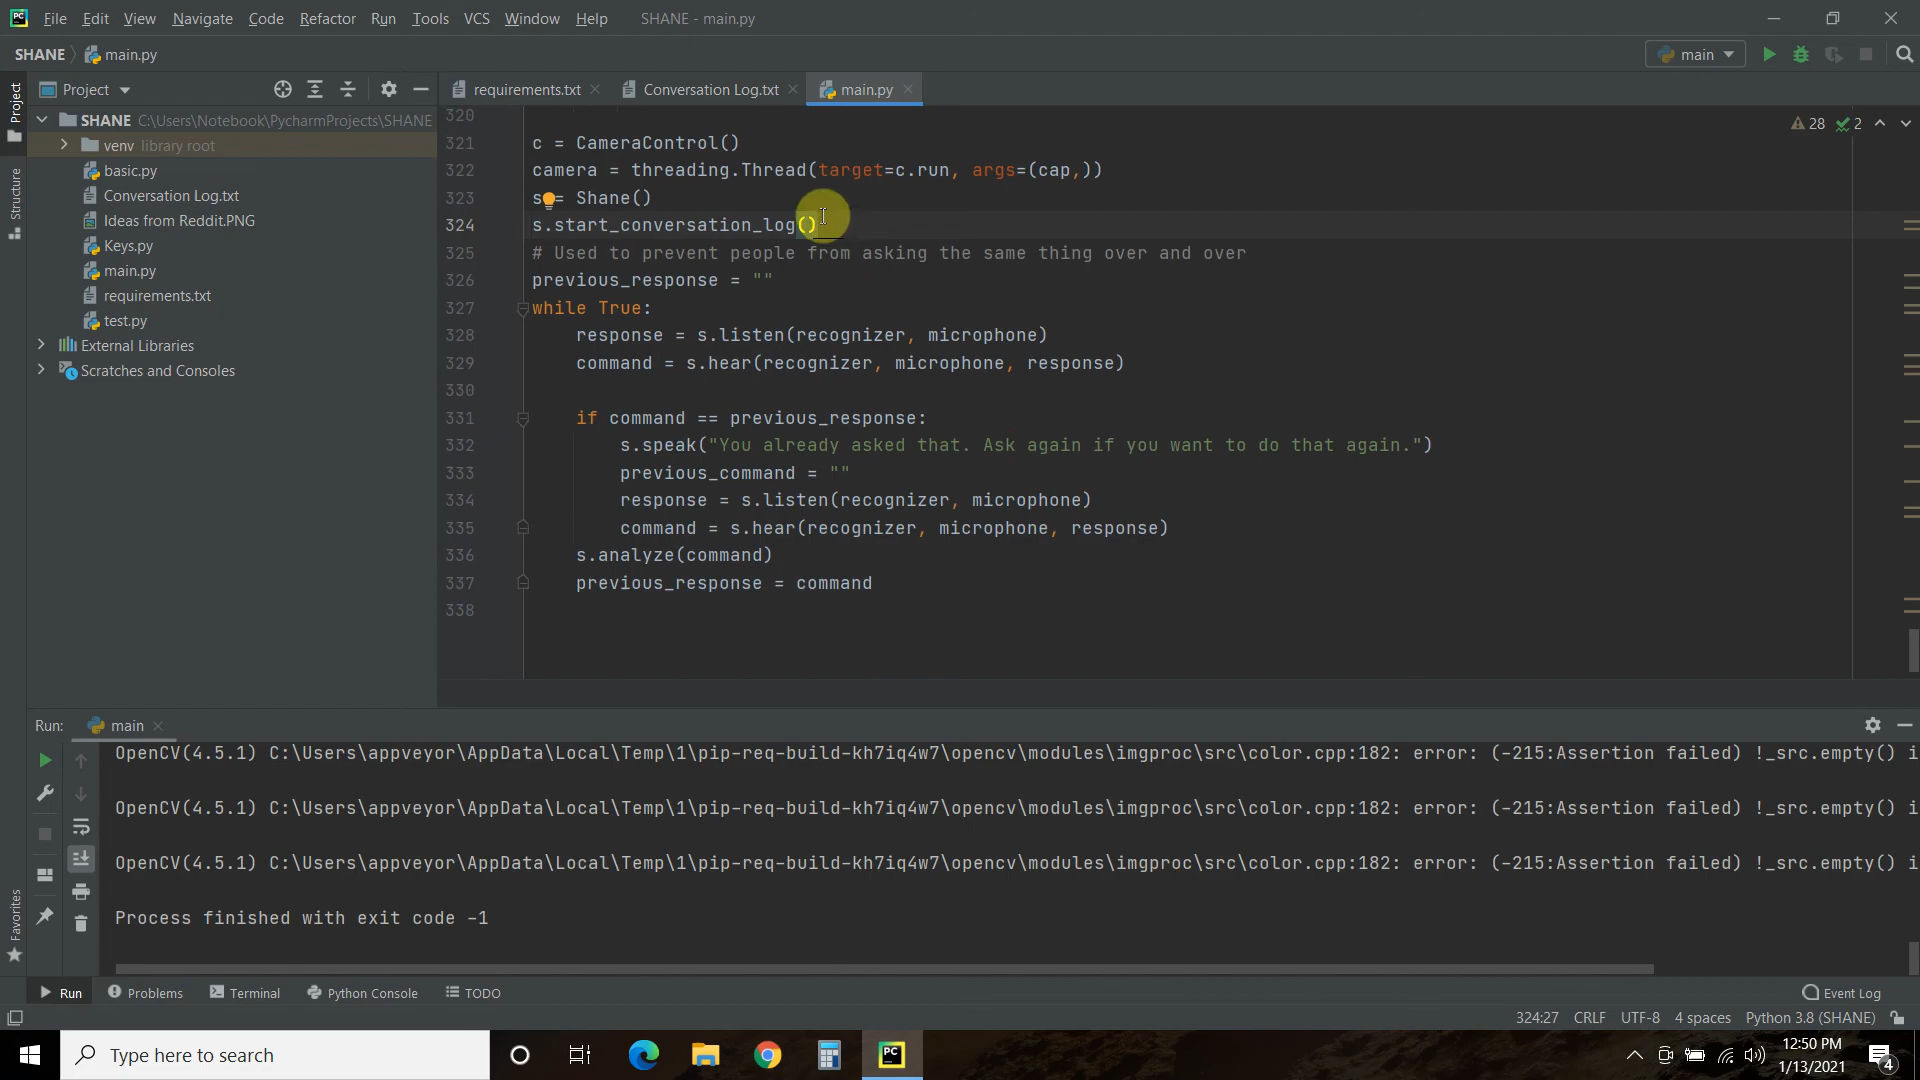 File Edit View Navigate Code Refactor Run Tools VCS Window Help SHANE - main.py
SHANE main.py main
Project
requirements.txt
Conversation Log.txt
main.py
Project
Structure
Favorites
SHANE C:\Users\Notebook\PycharmProjects\SHANE
venv library root
basic.py
Conversation Log.txt
Ideas from Reddit.PNG
Keys.py
main.py
requirements.txt
test.py
External Libraries
Scratches and Consoles
28 2
320
321 c = CameraControl()
322 camera = threading.Thread(target=c.run, args=(cap,))
323 s = Shane()
324 s.start_conversation_log()
325 # Used to prevent people from asking the same thing over and over
326 previous_response = ""
327 while True:
328 response = s.listen(recognizer, microphone)
329 command = s.hear(recognizer, microphone, response)
330
331 if command == previous_response:
332 s.speak("You already asked that. Ask again if you want to do that again.")
333 previous_command = ""
334 response = s.listen(recognizer, microphone)
335 command = s.hear(recognizer, microphone, response)
336 s.analyze(command)
337 previous_response = command
338
Run: main
OpenCV(4.5.1) C:\Users\appveyor\AppData\Local\Temp\1\pip-req-build-kh7iq4w7\opencv\modules\imgproc\src\color.cpp:182: error: (-215:Assertion failed) !_src.empty() i
OpenCV(4.5.1) C:\Users\appveyor\AppData\Local\Temp\1\pip-req-build-kh7iq4w7\opencv\modules\imgproc\src\color.cpp:182: error: (-215:Assertion failed) !_src.empty() i
OpenCV(4.5.1) C:\Users\appveyor\AppData\Local\Temp\1\pip-req-build-kh7iq4w7\opencv\modules\imgproc\src\color.cpp:182: error: (-215:Assertion failed) !_src.empty() i
Process finished with exit code -1
Run Problems Terminal Python Console TODO Event Log
324:27 CRLF UTF-8 4 spaces Python 3.8 (SHANE)
Type here to search
PC
12:50 PM
1/13/2021
4